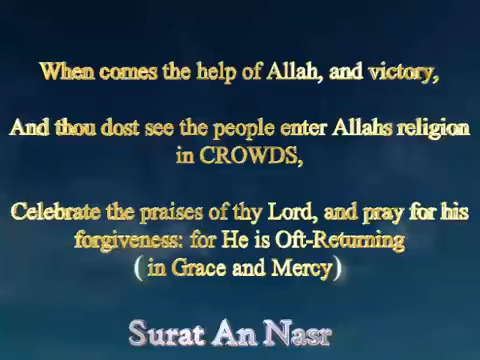 When comes the help of Allah, and victory,
And thou dost see the people enter Allahs religion
in CROWDS,
Celebrate the praises of thy Lord, and pray for his
forgiveness: for He is Oft-Returning
( in Grace and Mercy)
Surat An Nasr